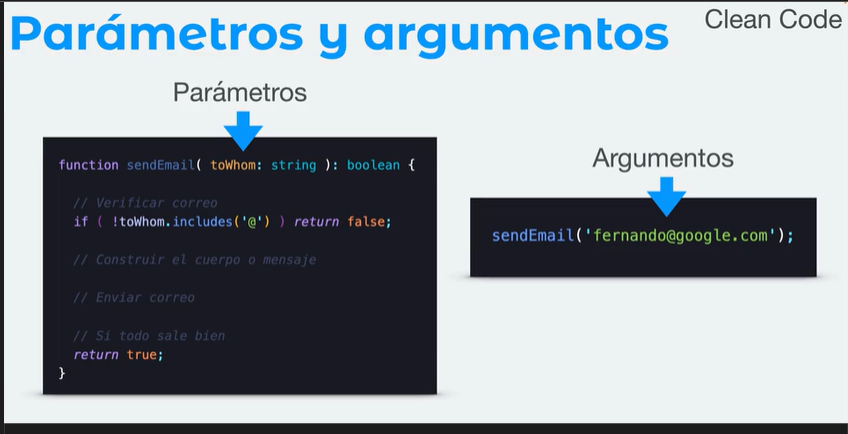 Parámetros y argumentos
Clean Code
Parámetros
function sendEmail( toWhom: string ): boolean {
// Verificar correo
if ( !toWhom.includes('@') ) return false;
// Construir el cuerpo o mensaje
// Enviar correo
// Si todo sale bien
return true;
}
Argumentos
sendEmail('fernando@google.com');